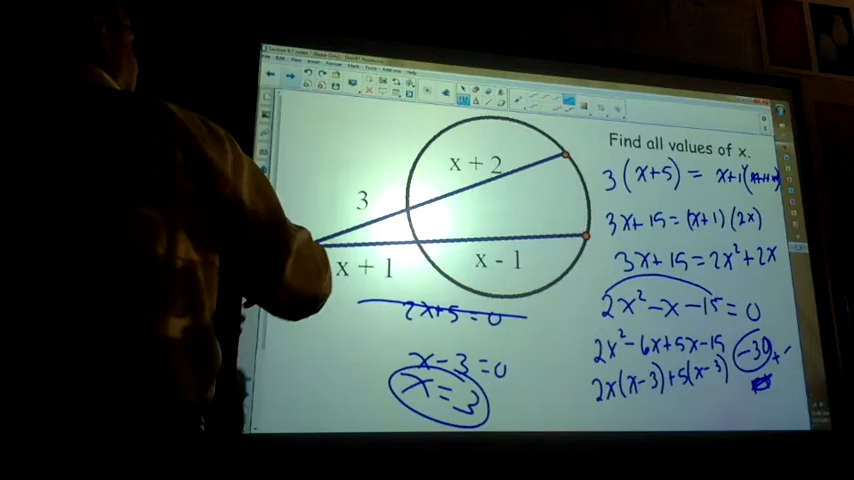 Find all values of x.
x + 2
3
x + 1
x - 1
3(x+5) = x+1(
3x+15=(x+1)(2x)
3x+15=2x²+2x
2x²-x-15=0
2x²-6x+5x-15
-30
2x(x-3)+5(x-3)
2x+5=0
x-3=0
x=3